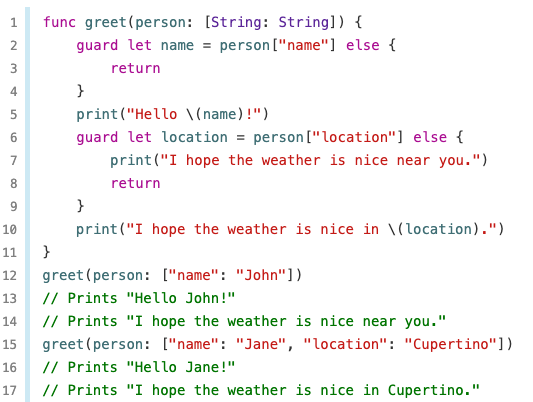 1 func greet(person: [String: String]) {
2     guard let name = person["name"] else {
3         return
4     }
5     print("Hello \(name)!")
6     guard let location = person["location"] else {
7         print("I hope the weather is nice near you.")
8         return
9     }
10     print("I hope the weather is nice in \(location).")
11 }
12 greet(person: ["name": "John"])
13 // Prints "Hello John!"
14 // Prints "I hope the weather is nice near you."
15 greet(person: ["name": "Jane", "location": "Cupertino"])
16 // Prints "Hello Jane!"
17 // Prints "I hope the weather is nice in Cupertino."